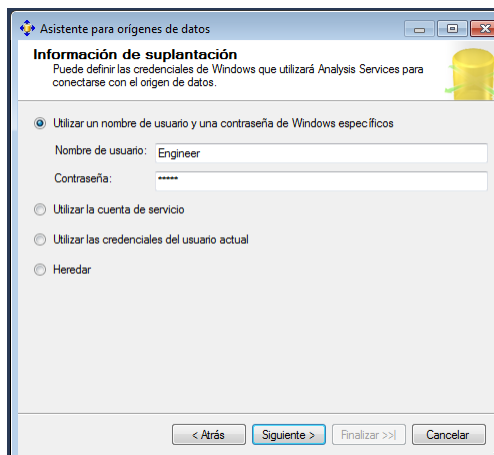 Asistente para orígenes de datos
Información de suplantación
Puede definir las credenciales de Windows que utilizará Analysis Services para
conectarse con el origen de datos.
Utilizar un nombre de usuario y una contraseña de Windows específicos
Nombre de usuario: Engineer
Contraseña: *****
Utilizar la cuenta de servicio
Utilizar las credenciales del usuario actual
Heredar
< Atrás Siguiente > Finalizar >>| Cancelar